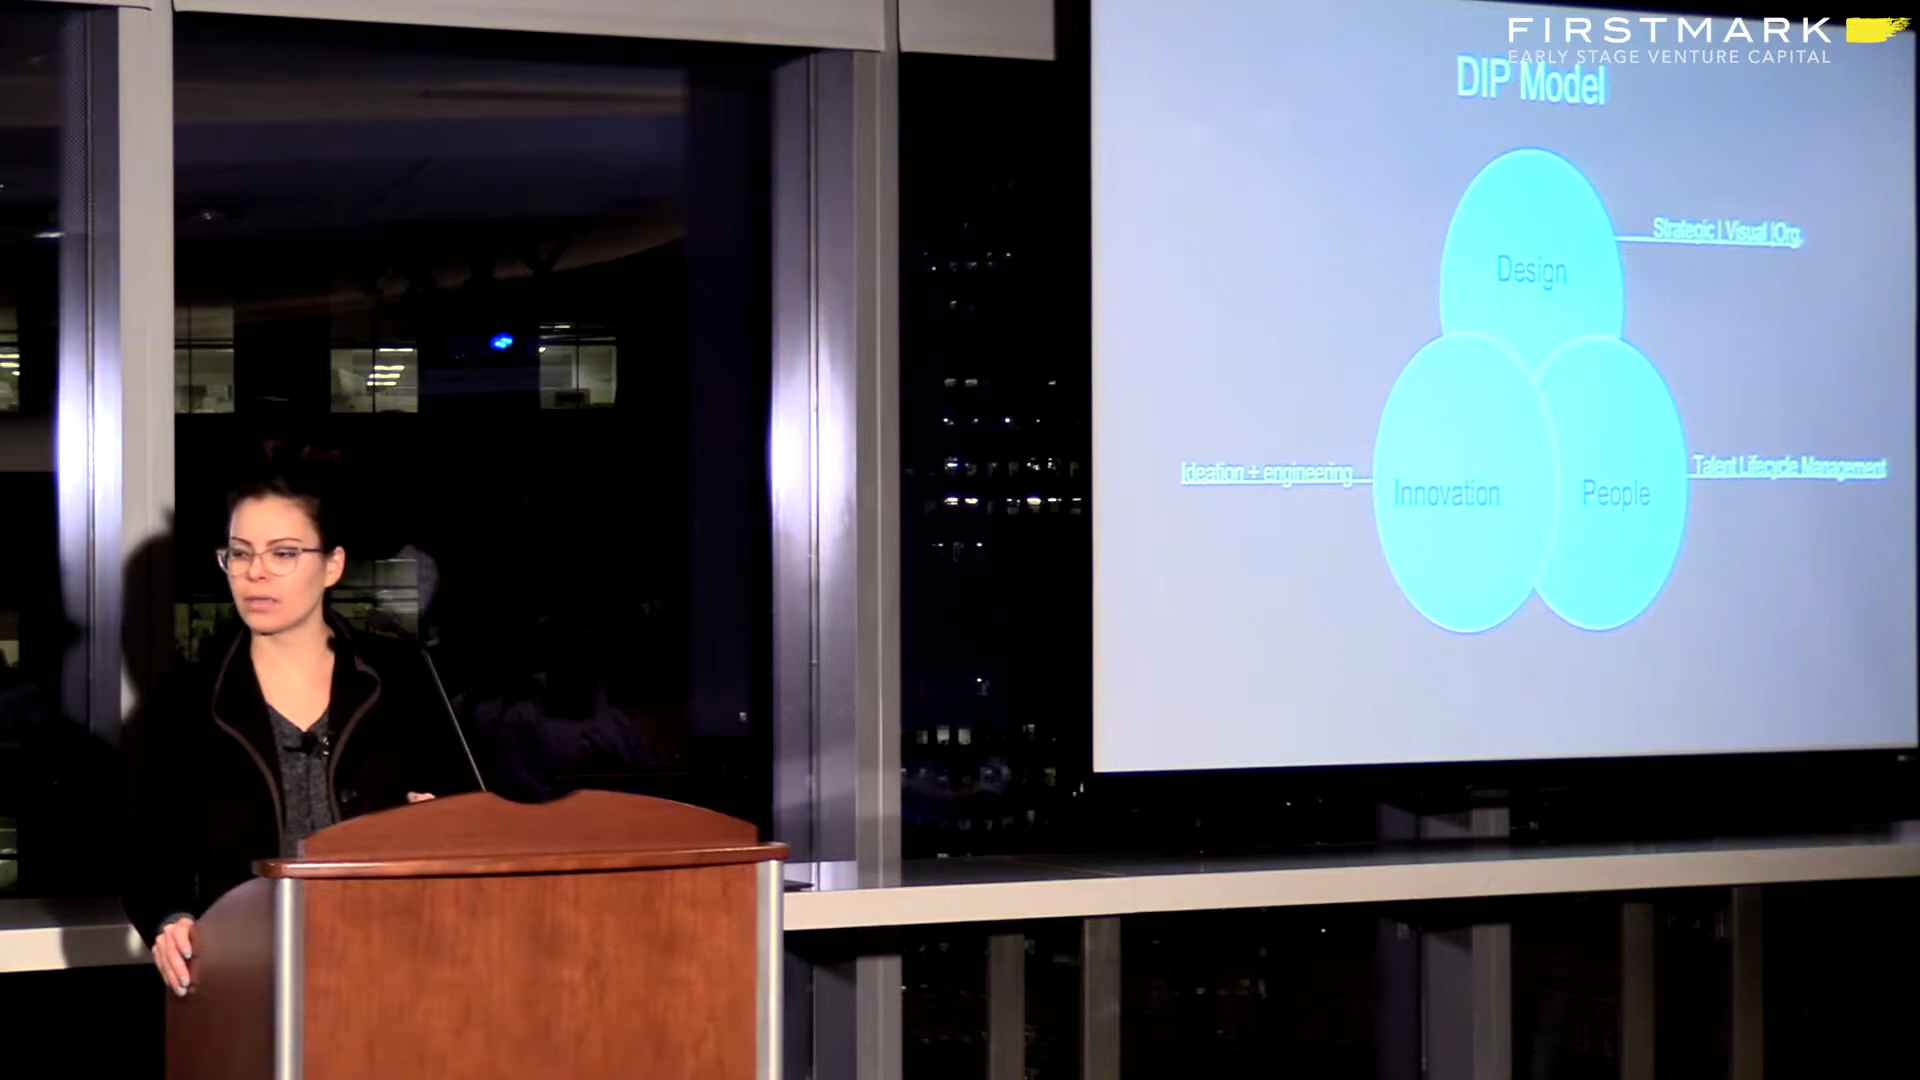 FIRSTMARK
EARLY STAGE VENTURE CAPITAL
DIP Model
Strategic | Visual |Org.
Design
Ideation + engineering
Innovation
People
Talent Lifecycle Management